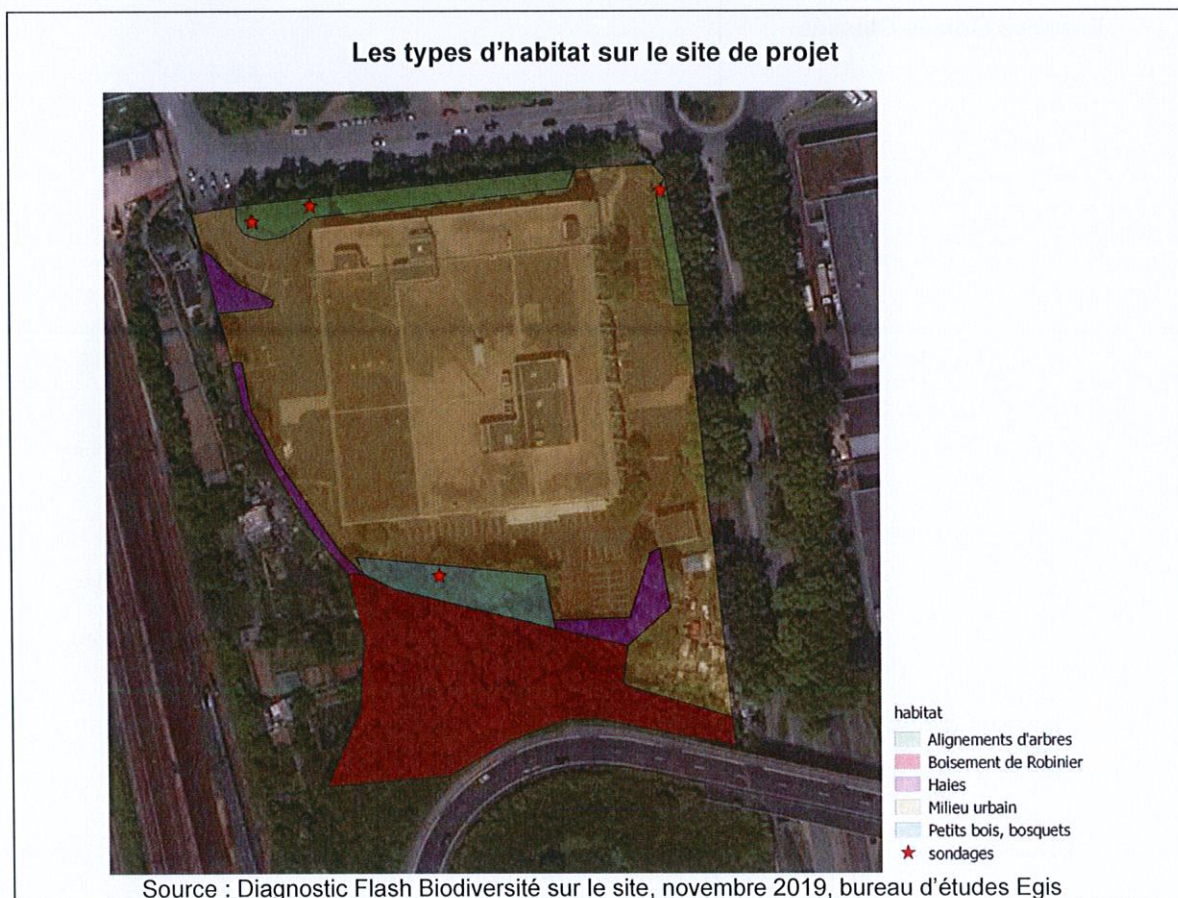 Les types d'habitat sur le site de projet
habitat
Alignements d'arbres
Boisement de Robinier
Haies
Milieu urbain
Petits bois, bosquets
sondages
Source : Diagnostic Flash Biodiversité sur le site, novembre 2019, bureau d'études Egis